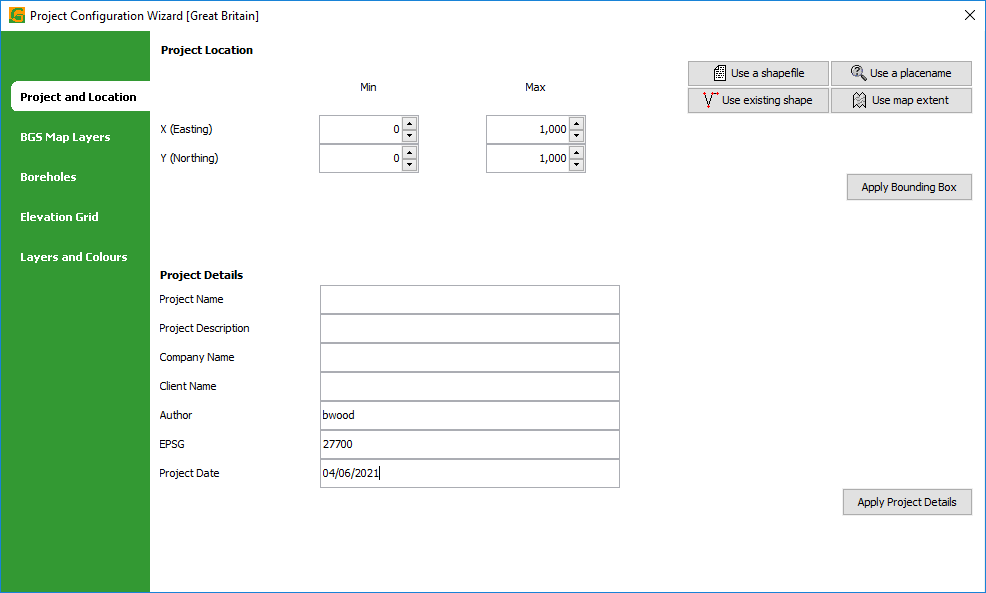 Project Configuration Wizard [Great Britain]
Project and Location
BGS Map Layers
Boreholes
Elevation Grid
Layers and Colours
Project Location
Min Max
X (Easting) 0 1,000
Y (Northing) 0 1,000
Use a shapefile Use a placename
Use existing shape Use map extent
Apply Bounding Box
Project Details
Project Name
Project Description
Company Name
Client Name
Author bwood
EPSG 27700
Project Date 04/06/2021
Apply Project Details